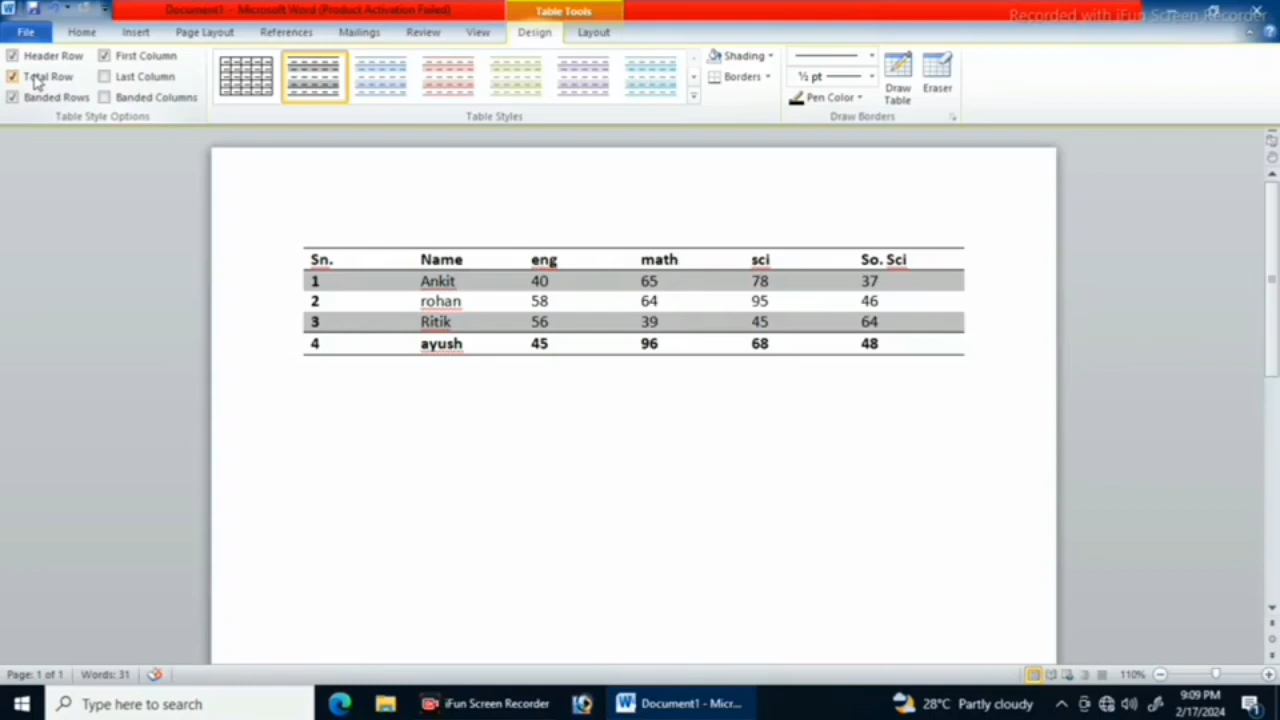 Document1 - Microsoft Word (Product Activation Failed)
Table Tools
Recorded with iFun Screen Recorder
File Home Insert Page Layout References Mailings Review View Design Layout
Header Row First Column
Total Row Last Column
Banded Rows Banded Columns
Shading
Borders
½ pt
Pen Color
Draw Table
Eraser
Table Style Options Table Styles Draw Borders
Sn. Name eng math sci So. Sci
1 Ankit 40 65 78 37
2 rohan 58 64 95 46
3 Ritik 56 39 45 64
4 ayush 45 96 68 48
Page: 1 of 1 Words: 31 110%
Type here to search iFun Screen Recorder Document1 - Micr... 28°C Partly cloudy
9:09 PM
2/17/2024